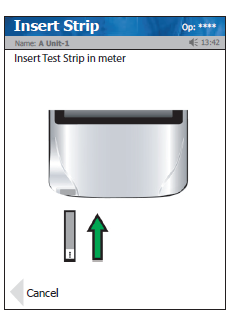 Insert Strip Op: ****
Name: A Unit-1 13:42
Insert Test Strip in meter
Cancel